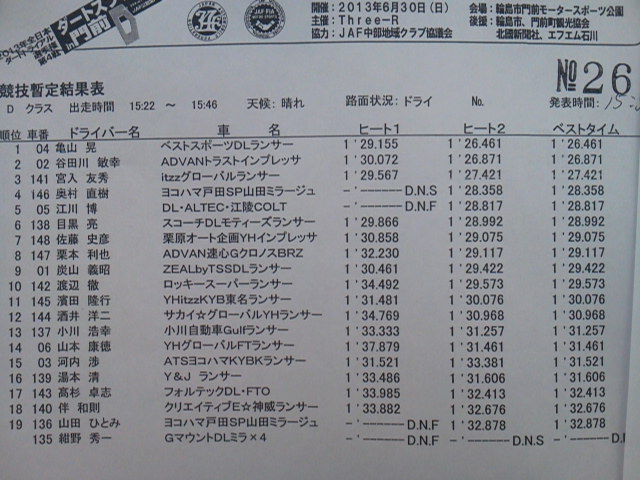 2013年全日本
ダートトライアル
第4戦
ダートスプ
in 門前
JAF
JAF FIA
開催：2013年6月30日（日）
主催：Three－R
協力：JAF中部地域クラブ協議会
会場：輪島市門前モータースポーツ公園
後援：輪島市、門前町観光協会
北國新聞社、エフエム石川
競技暫定結果表
№26
D クラス 出走時間 15:22 ～ 15:46 天候：晴れ 路面状況：ドライ No. 発表時間：
順位 車番 ドライバー名 車 名 ヒート1 ヒート2 ベストタイム
1 04 亀山 晃 ベストスポーツDLランサー 1'29.155 1'26.461 1'26.461
2 02 谷田川 敏幸 ADVANトラストインプレッサ 1'30.072 1'26.871 1'26.871
3 141 宮入 友秀 itzzグローバルランサー 1'29.567 1'27.421 1'27.421
4 146 奥村 直樹 ヨコハマ戸田SP山田ミラージュ -'------ D.N.S 1'28.358 1'28.358
5 05 江川 博 DL・ALTEC・江陵COLT -'------ D.N.F 1'28.817 1'28.817
6 138 目黒 亮 スコーチDLモティーズランサー 1'29.866 1'28.992 1'28.992
7 148 佐藤 史彦 栗原オート企画YHインプレッサ 1'30.858 1'29.075 1'29.075
8 147 栗本 利也 ADVAN速心GクロノスBRZ 1'32.230 1'29.117 1'29.117
9 01 炭山 義昭 ZEALbyTSSDLランサー 1'30.461 1'29.422 1'29.422
10 142 渡辺 徹 ロッキースーパーランサー 1'34.492 1'29.573 1'29.573
11 145 濱田 隆行 YHitzzKYB東名ランサー 1'31.481 1'30.076 1'30.076
12 144 酒井 洋二 サカイ☆グローバルYHランサー 1'34.769 1'30.968 1'30.968
13 137 小川 浩幸 小川自動車Gulfランサー 1'33.333 1'31.257 1'31.257
14 06 山本 康徳 YHグローバルFTランサー 1'37.879 1'31.461 1'31.461
15 03 河内 渉 ATSヨコハマKYBKランサー 1'31.521 1'33.381 1'31.521
16 139 湯本 清 Y＆J ランサー 1'33.486 1'31.606 1'31.606
17 143 高杉 卓志 フォルテックDL・FTO 1'33.985 1'32.413 1'32.413
18 140 伴 和則 クリエイティブE☆神威ランサー 1'33.882 1'32.676 1'32.676
19 136 山田 ひとみ ヨコハマ戸田SP山田ミラージュ -'------ D.N.F 1'32.878 1'32.878
135 紺野 秀一 GマウントDLミラ×4 -'------ D.N.F -'------ D.N.S -'------